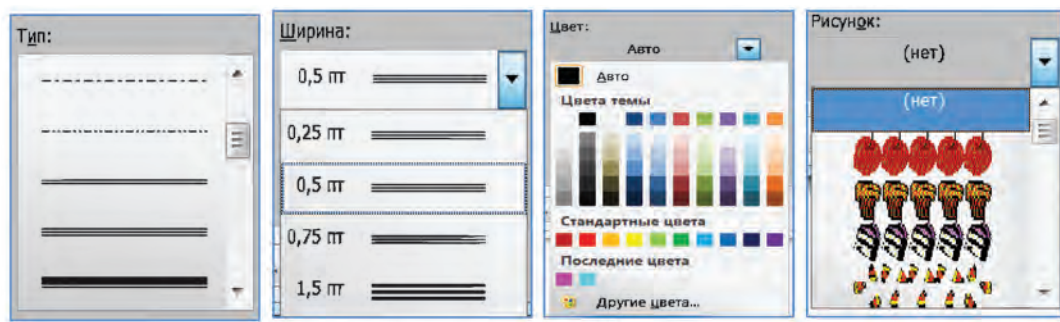 Тип:
Ширина:
0,5 пт
0,25 пт
0,5 пт
0,75 пт
1,5 пт
Цвет:
Авто
Авто
Цвета темы
Стандартные цвета
Последние цвета
Другие цвета...
Рисунок:
(нет)
(нет)